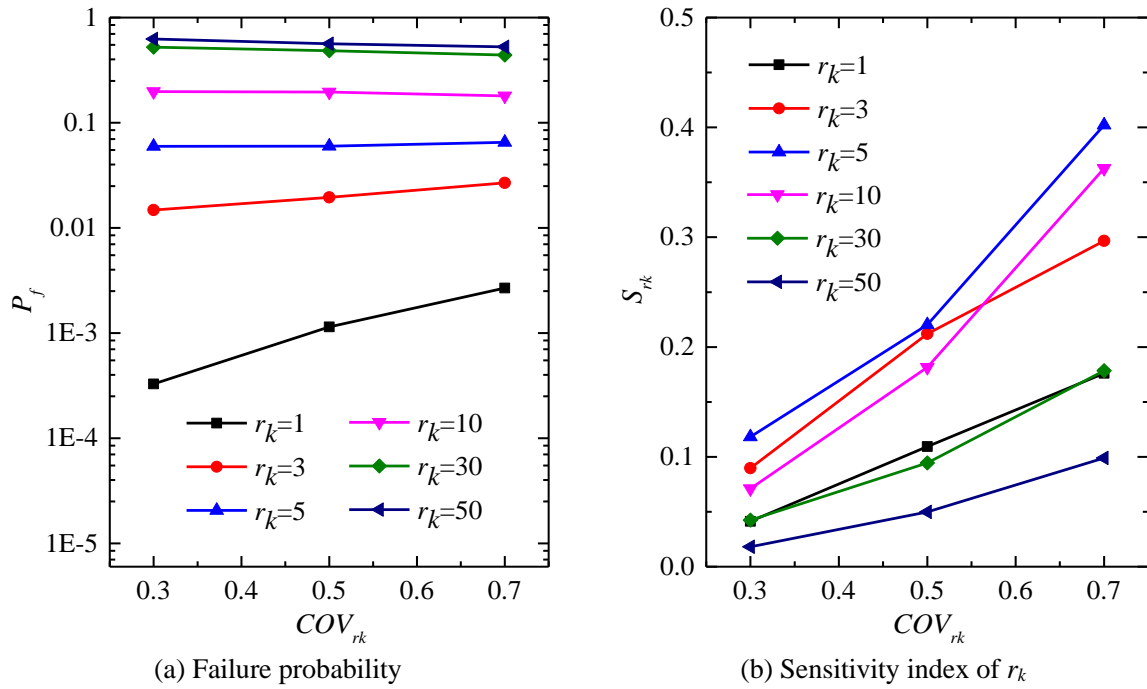 1
0.1
0.01
1E-3
1E-4
1E-5
P_f
r_k=1
r_k=3
r_k=5
r_k=10
r_k=30
r_k=50
0.3 0.4 0.5 0.6 0.7
COV_rk
(a) Failure probability
0.5
0.4
0.3
0.2
0.1
0.0
S_rk
r_k=1
r_k=3
r_k=5
r_k=10
r_k=30
r_k=50
0.3 0.4 0.5 0.6 0.7
COV_rk
(b) Sensitivity index of r_k